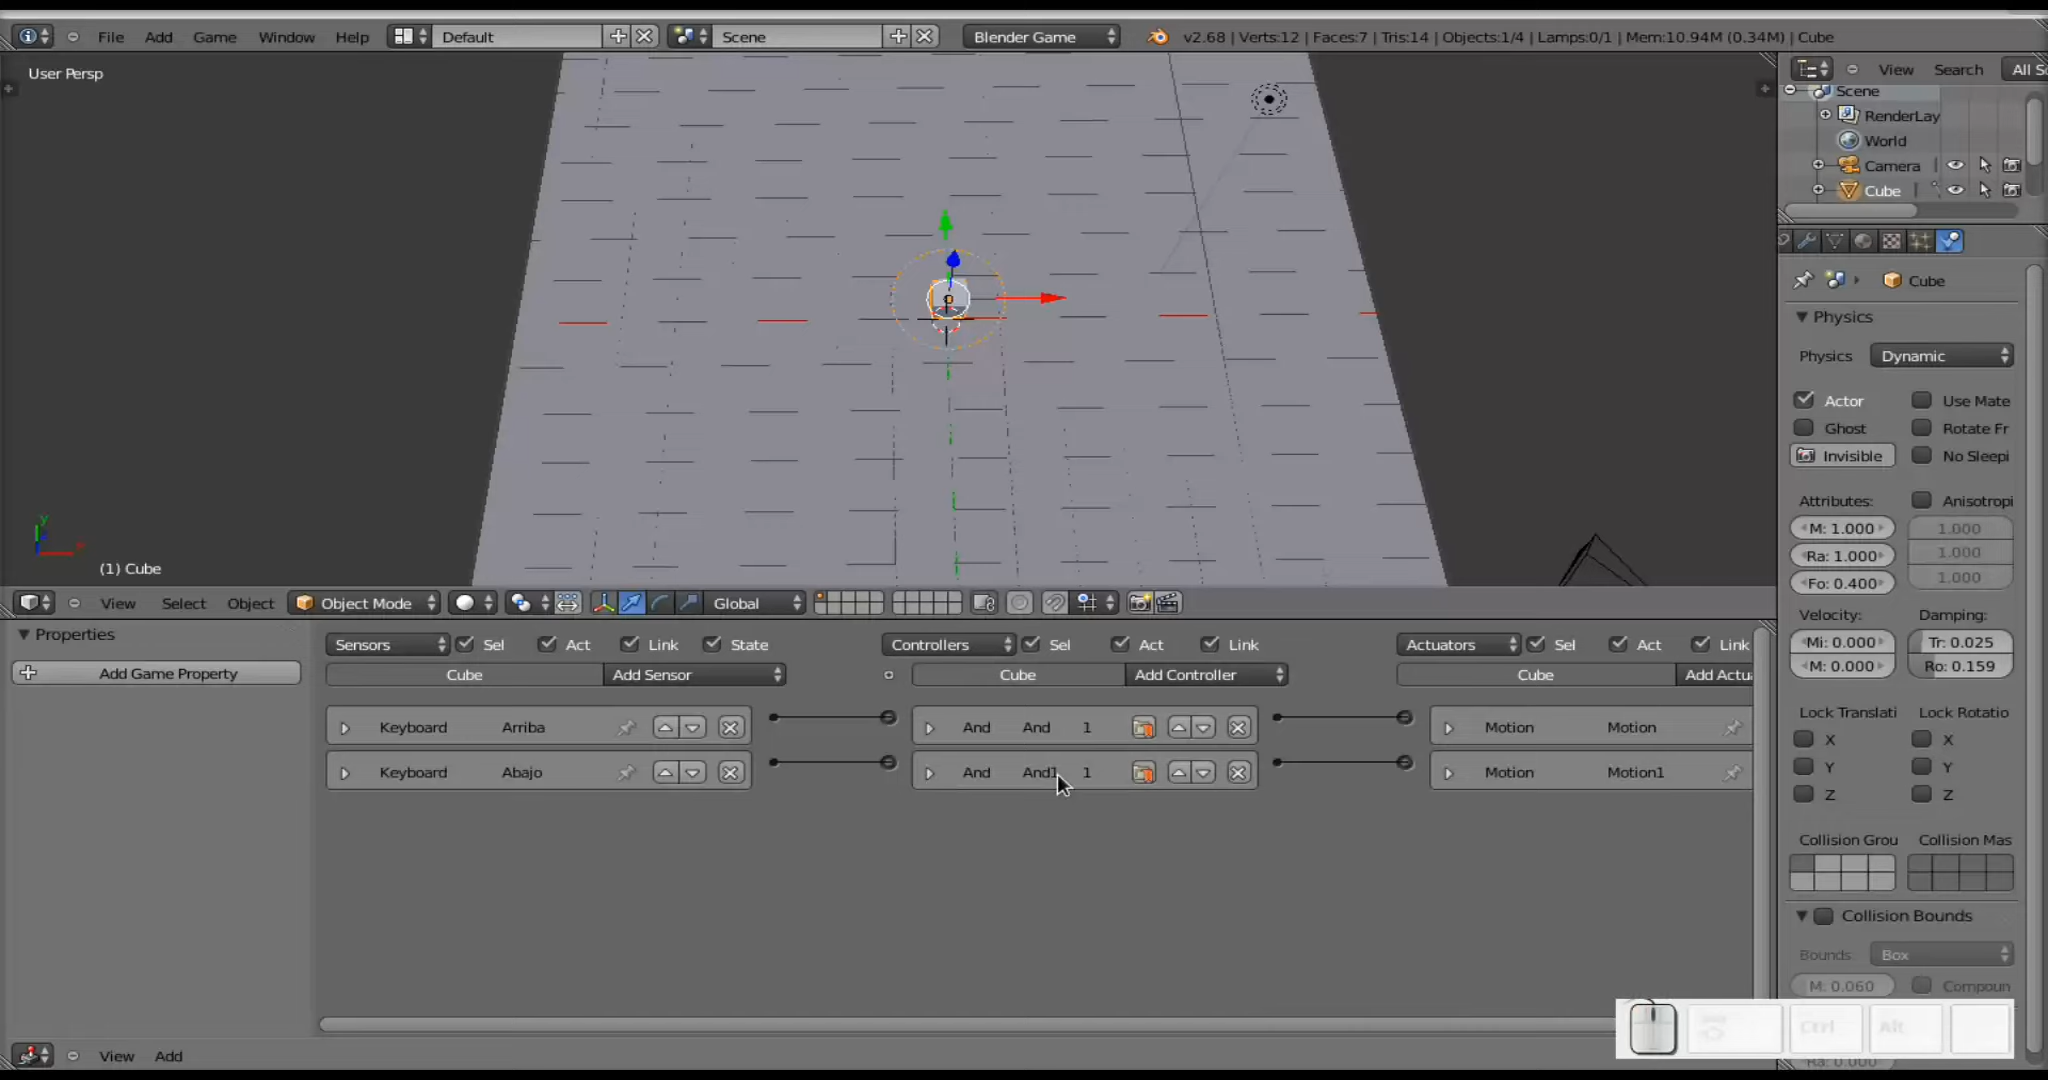 File Add Game Window Help Default Scene Blender Game v2.68 | Verts:12 | Faces:7 | Tris:14 | Objects:1/4 | Lamps:0/1 | Mem:10.94M (0.34M) | Cube
User Persp
View Search All S
Scene
RenderLay
World
Camera
Cube
Cube
Physics
Physics Dynamic
Actor Use Mate
Ghost Rotate Fr
Invisible No Sleepi
Attributes: Anisotropi
M: 1.000 1.000
Ra: 1.000 1.000
Fo: 0.400 1.000
Velocity: Damping:
Mi: 0.000 Tr: 0.025
M: 0.000 Ro: 0.159
Lock Translati Lock Rotatio
X X
Y Y
Z Z
Collision Grou Collision Mas
Collision Bounds
Bounds: Box
M: 0.060 Compoun
y
(1) Cube
View Select Object Object Mode Global
Properties
Add Game Property
Sensors Sel Act Link State Controllers Sel Act Link Actuators Sel Act Link
Cube Add Sensor Cube Add Controller Cube Add Actu
Keyboard Arriba And And 1 Motion Motion
Keyboard Abajo And And1 1 Motion Motion1
Ctrl Alt
View Add
Ra: 0.000